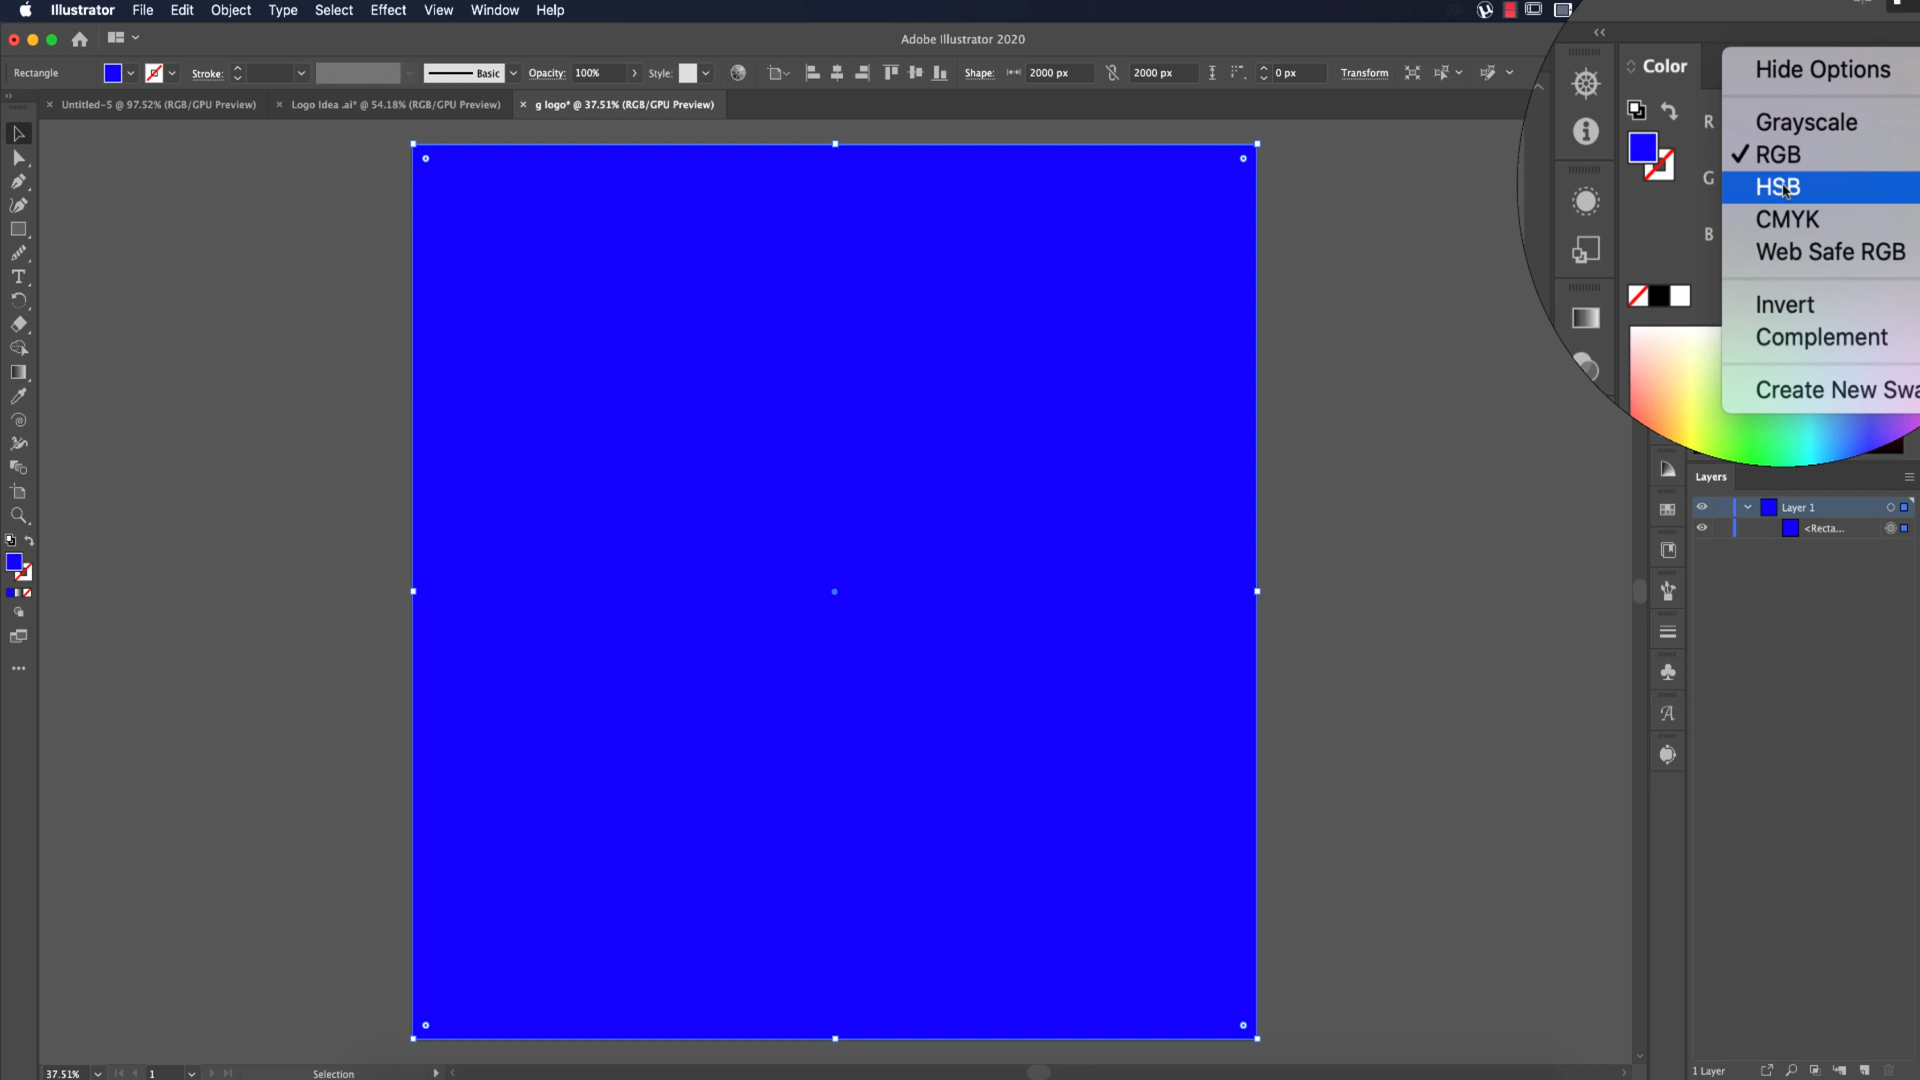 Illustrator File Edit Object Type Select Effect View Window Help
Adobe Illustrator 2020
Rectangle Stroke: Basic Opacity: 100% Style: Shape: 2000 px 2000 px 0 px Transform
Untitled-5 @ 97.52% (RGB/GPU Preview) Logo Idea .ai* @ 54.18% (RGB/GPU Preview) g logo* @ 37.51% (RGB/GPU Preview)
Color
Hide Options
R
Grayscale
RGB
G
HSB
CMYK
B
Web Safe RGB
Invert
Complement
Create New Swa
Layers
Layer 1
<Recta...
37.51% 1 Selection
1 Layer